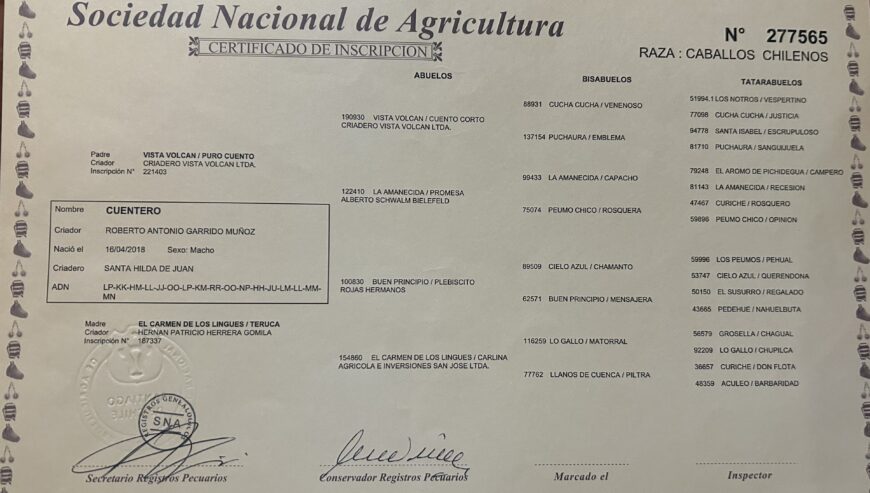 Sociedad Nacional de Agricultura
CERTIFICADO DE INSCRIPCION
N° 277565
RAZA : CABALLOS CHILENOS
ABUELOS
BISABUELOS
TATARABUELOS
Padre VISTA VOLCAN / PURO CUENTO
Criador CRIADERO VISTA VOLCAN LTDA.
Inscripción N° 221403
Nombre CUENTERO
Criador ROBERTO ANTONIO GARRIDO MUÑOZ
Nació el 16/04/2018 Sexo: Macho
Criadero SANTA HILDA DE JUAN
ADN LP-KK-HM-LL-JJ-OO-LP-KM-RR-OO-NP-HH-JU-LM-LL-MM-
MN
Madre EL CARMEN DE LOS LINGUES / TERUCA
Criador HERNAN PATRICIO HERRERA GOMILA
Inscripción N° 187337
190930 VISTA VOLCAN / CUENTO CORTO
CRIADERO VISTA VOLCAN LTDA.
122410 LA AMANECIDA / PROMESA
ALBERTO SCHWALM BIELEFELD
100830 BUEN PRINCIPIO / PLEBISCITO
ROJAS HERMANOS
154860 EL CARMEN DE LOS LINGUES / CARLINA
AGRICOLA E INVERSIONES SAN JOSE LTDA.
88931 CUCHA CUCHA / VENENOSO
137154 PUCHAURA / EMBLEMA
99433 LA AMANECIDA / CAPACHO
75074 PEUMO CHICO / ROSQUERA
89509 CIELO AZUL / CHAMANTO
62571 BUEN PRINCIPIO / MENSAJERA
116259 LO GALLO / MATORRAL
77762 LLANOS DE CUENCA / PILTRA
51994.1 LOS NOTROS / VESPERTINO
77098 CUCHA CUCHA / JUSTICIA
94778 SANTA ISABEL / ESCRUPULOSO
81710 PUCHAURA / SANGUIJUELA
79248 EL AROMO DE PICHIDEGUA / CAMPERO
81143 LA AMANECIDA / RECESION
47467 CURICHE / ROSQUERO
59896 PEUMO CHICO / OPINION
59996 LOS PEUMOS / PEHUAL
53747 CIELO AZUL / QUERENDONA
50150 EL SUSURRO / REGALADO
43665 PEDEHUE / NAHUELBUTA
56579 GROSELLA / CHAGUAL
92209 LO GALLO / CHUPILCA
36657 CURICHE / DON FLOTA
48359 ACULEO / BARBARIDAD
REGISTROS GENEALOGICOS
SNA
Secretario Registros Pecuarios
Conservador Registros Pecuarios
Marcado el
Inspector